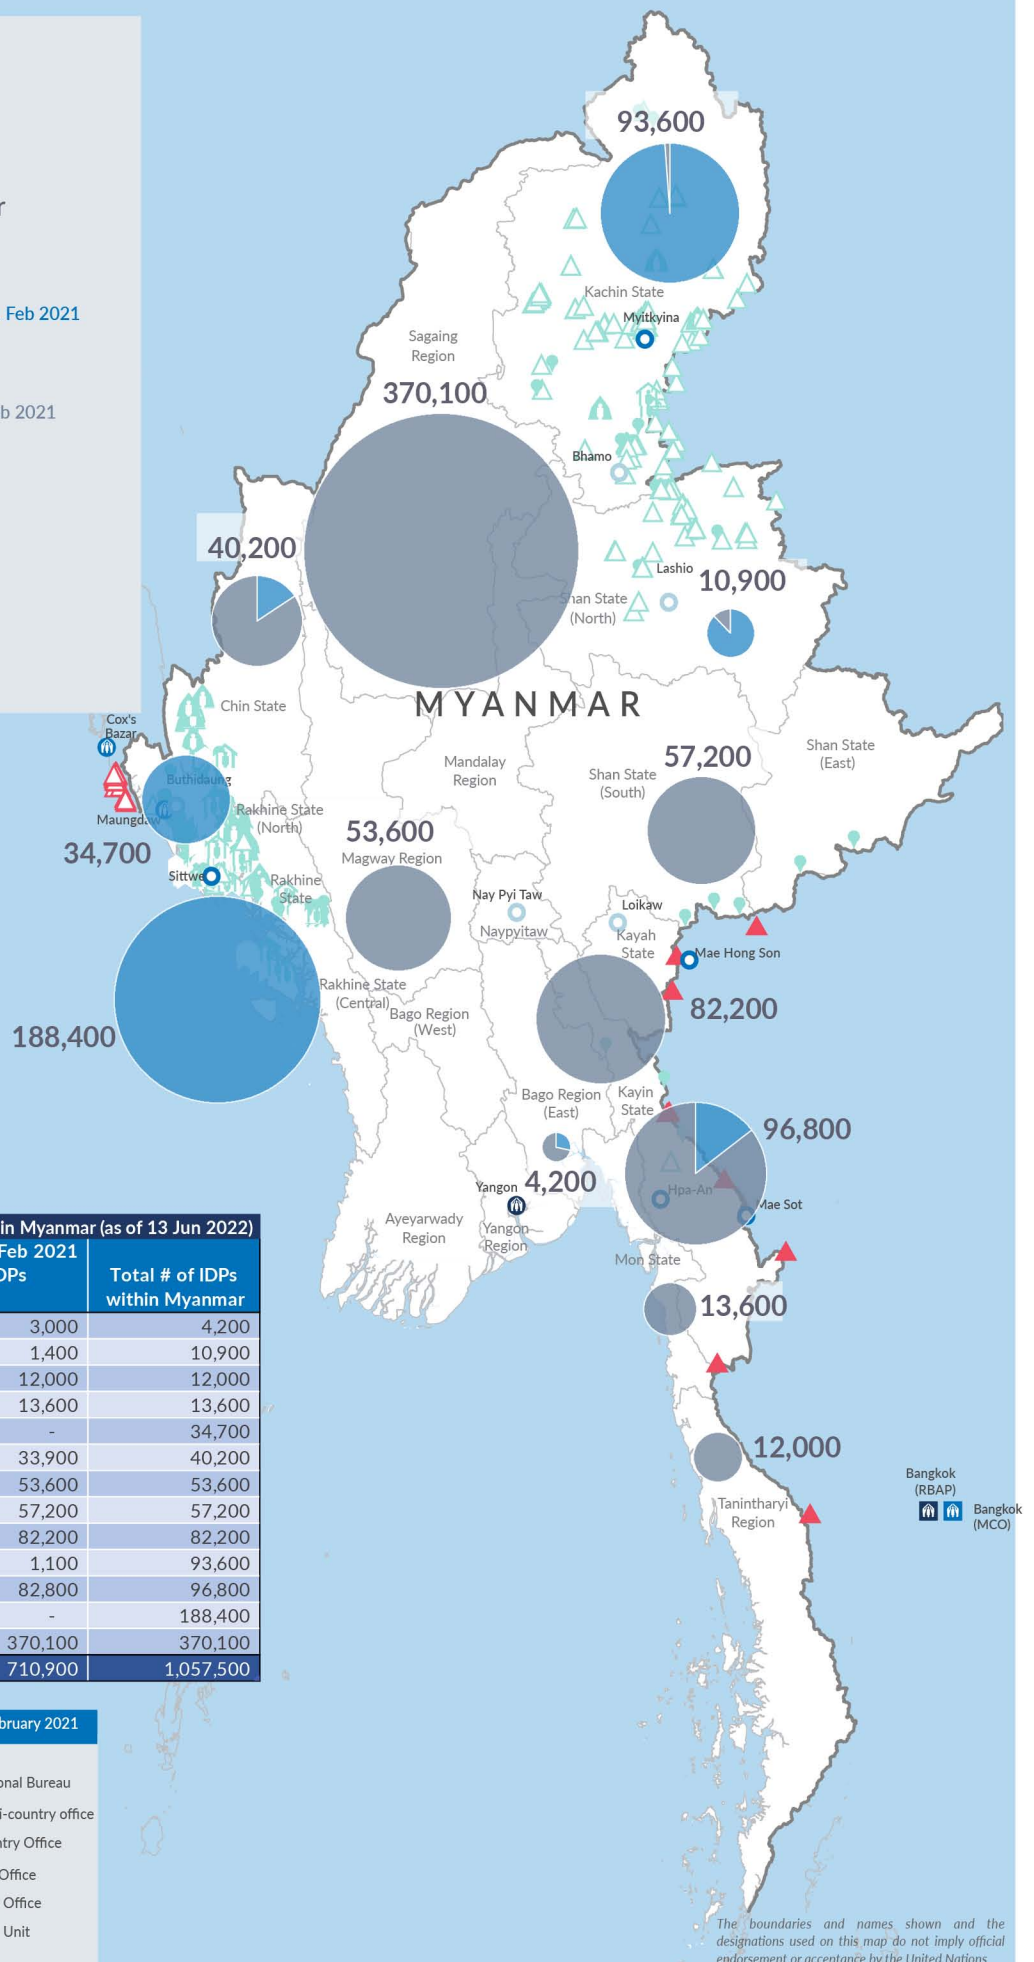 r
Feb 2021
b 2021
93,600
Kachin State
Myitkyina
Sagaing
Region
370,100
Bhamo
40,200
Lashio
10,900
Shan State
(North)
MYANMAR
Chin State
Cox's
Bazar
Mandalay
Region
57,200
Shan State
(South)
Shan State
(East)
Buthidaung
Maungdaw
Rakhine State
(North)
34,700
53,600
Magway Region
Sittwe
Rakhine
State
Nay Pyi Taw
Naypyitaw
Loikaw
Kayah
State
Mae Hong Son
82,200
Rakhine State
(Central)
Bago Region
(West)
188,400
Bago Region
(East)
Kayin
State
96,800
4,200
Yangon
Hpa-An
Mae Sot
Ayeyarwady
Region
Yangon
Region
Mon State
13,600
12,000
Tanintharyi
Region
Bangkok
(RBAP)
Bangkok
(MCO)
in Myanmar (as of 13 Jun 2022)
Feb 2021
DPs
Total # of IDPs
within Myanmar
3,000 4,200
1,400 10,900
12,000 12,000
13,600 13,600
- 34,700
33,900 40,200
53,600 53,600
57,200 57,200
82,200 82,200
1,100 93,600
82,800 96,800
- 188,400
370,100 370,100
710,900 1,057,500
bruary 2021
onal Bureau
i-country office
ntry Office
Office
Office
Unit
The boundaries and names shown and the
designations used on this map do not imply official
endorsement or acceptance by the United Nations